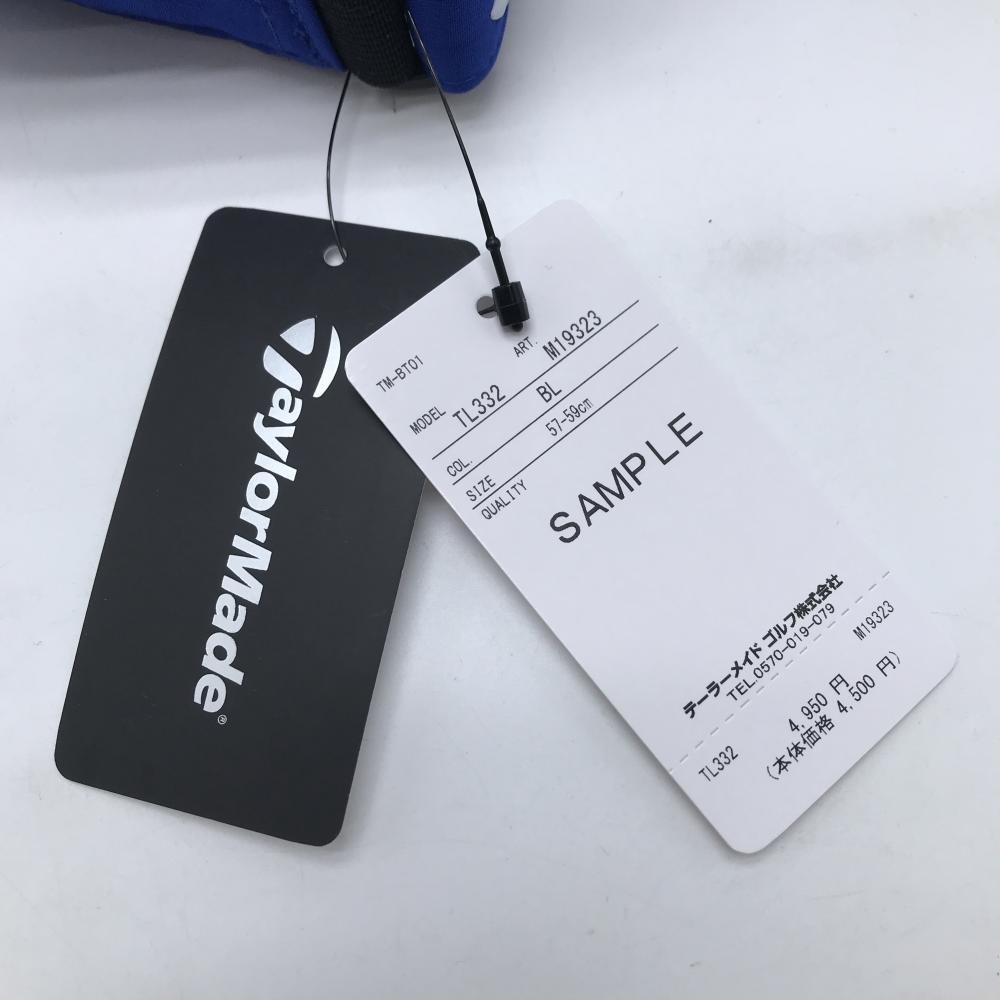 TaylorMade®
TM-BT01
MODEL TL332 ART. M19323
COL. BL
SIZE 57-59cm
QUALITY
SAMPLE
テーラーメイド ゴルフ株式会社
TEL.0570-019-079
M19323
TL332 4,950 円
(本体価格 4,500 円)